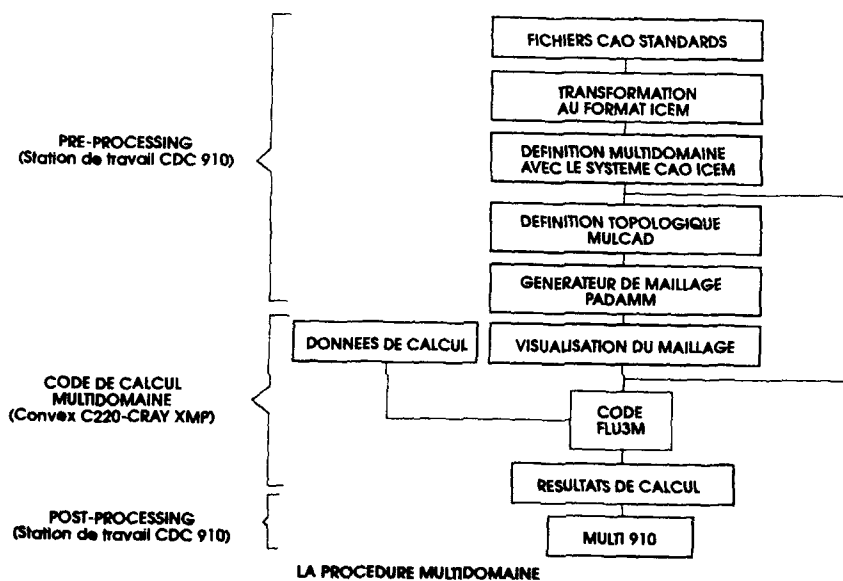 FICHIERS CAO STANDARDS
TRANSFORMATION
AU FORMAT ICEM
PRE-PROCESSING
(Station de travail CDC 910)
DEFINITION MULTIDOMAINE
AVEC LE SYSTEME CAO ICEM
DEFINITION TOPOLOGIQUE
MULCAD
GENERATEUR DE MAILLAGE
PADAMM
DONNEES DE CALCUL
VISUALISATION DU MAILLAGE
CODE DE CALCUL
MULTIDOMAINE
(Convex C220-CRAY XMP)
CODE
FLU3M
RESULTATS DE CALCUL
POST-PROCESSING
(Station de travail CDC 910)
MULTI 910
LA PROCEDURE MULTIDOMAINE